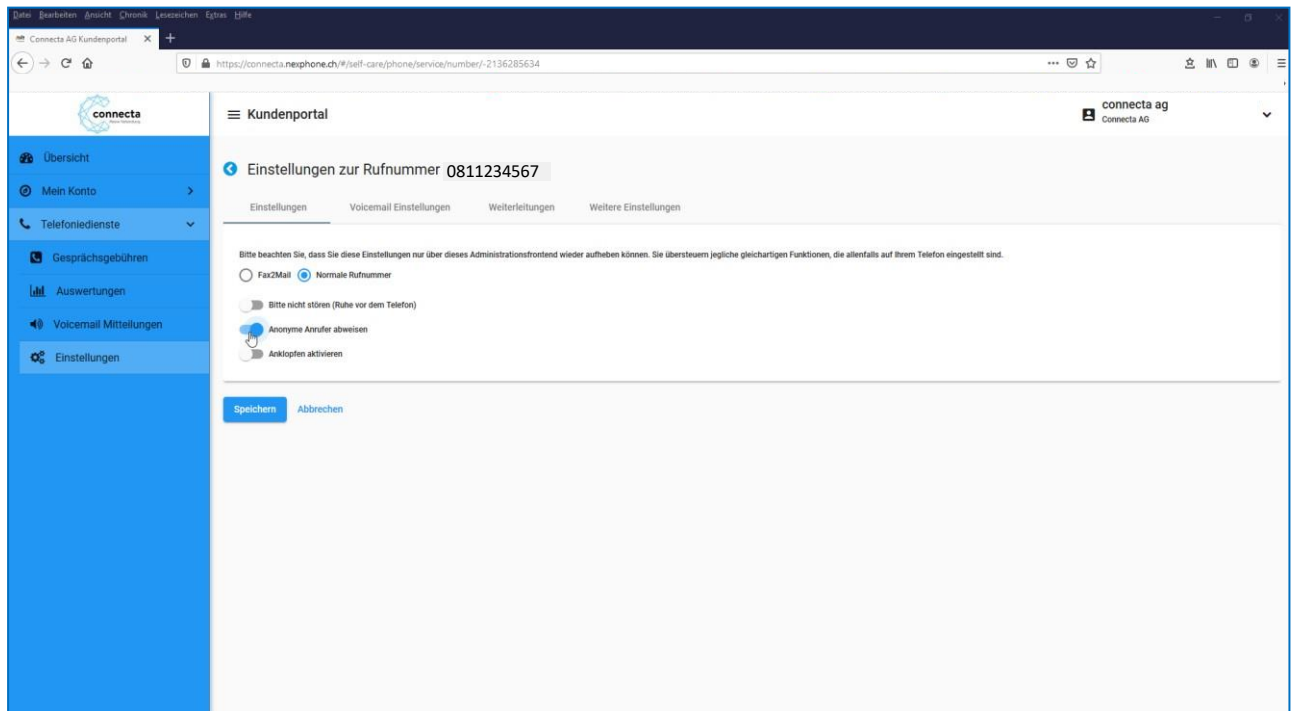 Datei Bearbeiten Ansicht Chronik Lesezeichen Extras Hilfe
Connecta AG Kundenportal
https://connecta.nexphone.ch/#/self-care/phone/service/number/-2136285634
connecta
Kundenportal
connecta ag
Connecta AG
Übersicht
Mein Konto
Telefoniedienste
Gesprächsgebühren
Auswertungen
Voicemail Mitteilungen
Einstellungen
Einstellungen zur Rufnummer 0811234567
Einstellungen Voicemail Einstellungen Weiterleitungen Weitere Einstellungen
Bitte beachten Sie, dass Sie diese Einstellungen nur über dieses Administrationsfrontend wieder aufheben können. Sie übersteuern jegliche gleichartigen Funktionen, die allenfalls auf Ihrem Telefon eingestellt sind.
Fax2Mail Normale Rufnummer
Bitte nicht stören (Ruhe vor dem Telefon)
Anonyme Anrufer abweisen
Anklopfen aktivieren
Speichern Abbrechen